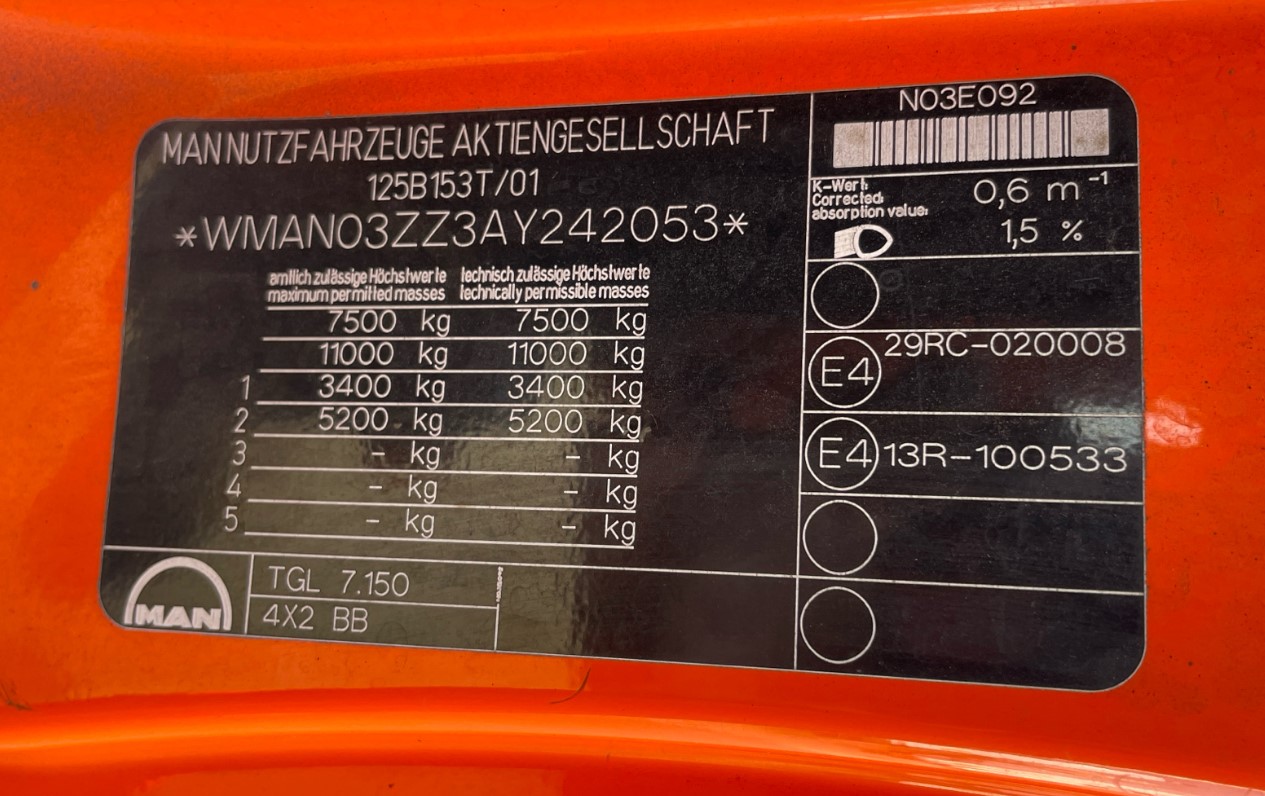 MAN NUTZFAHRZEUGE AKTIENGESELLSCHAFT
125B153T/01
*WMAN03ZZ3AY242053*
amtlich zulässige Höchstwerte technisch zulässige Höchstwerte
maximum permitted masses technically permissible masses
7500 kg 7500 kg
11000 kg 11000 kg
1 3400 kg 3400 kg
2 5200 kg 5200 kg
3 - kg - kg
4 - kg - kg
5 - kg - kg
MAN
TGL 7.150
4X2 BB
N03E092
K-Wert:
Corrected:
absorption value:
0,6 m⁻¹
1,5 %
E4 29RC-020008
E4 13R-100533